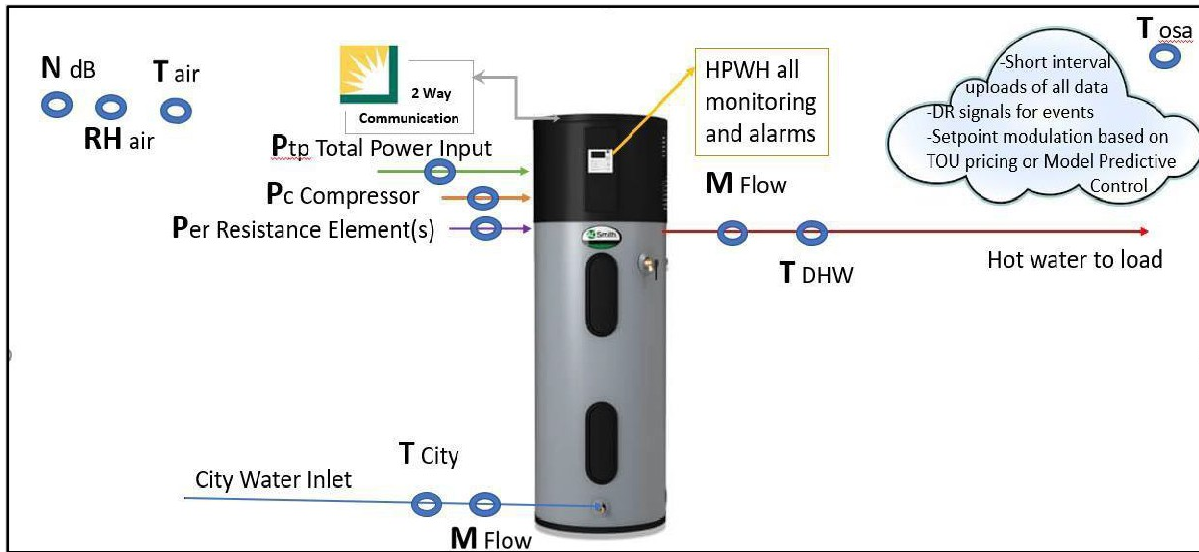 N dB
T air
RH air
2 Way
Communication
HPWH all
monitoring
and alarms
T osa
-Short interval
uploads of all data
-DR signals for events
-Setpoint modulation based on
TOU pricing or Model Predictive
Control
Ptp Total Power Input
Pc Compressor
Per Resistance Element(s)
M Flow
Smith
T DHW
Hot water to load
T City
City Water Inlet
M Flow